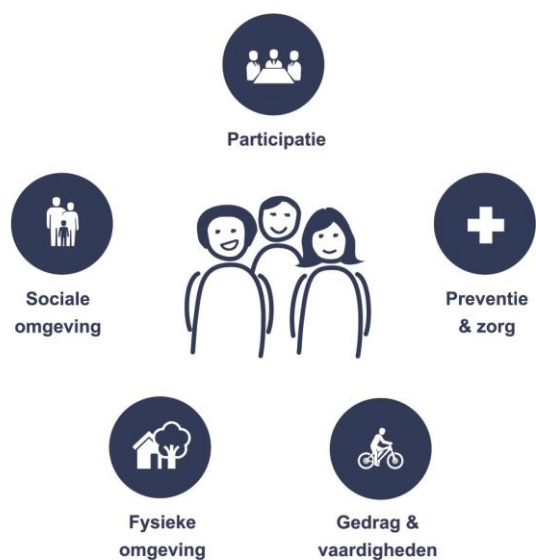 Participatie
Sociale
omgeving
Preventie
& zorg
Fysieke
omgeving
Gedrag &
vaardigheden